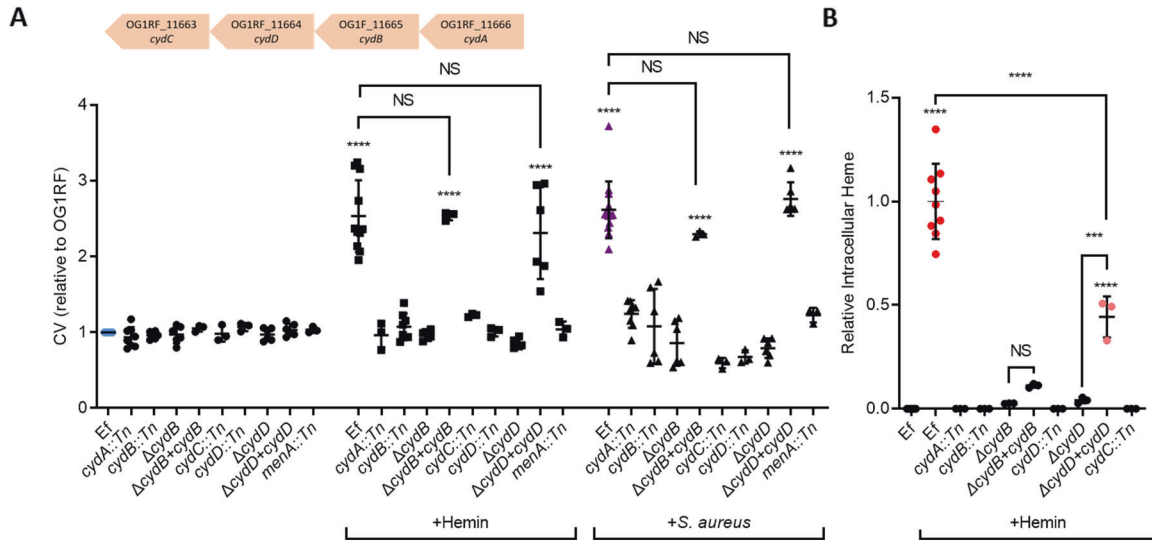 A
B
OG1RF_11663
cydC
OG1RF_11664
cydD
OG1F_11665
cydB
OG1RF_11666
cydA
CV (relative to OG1RF)
4
3
2
1
0
NS
NS
****
****
****
NS
NS
****
****
****
Ef
cydA::Tn
cydB::Tn
ΔcydB
ΔcydB+cydB
cydC::Tn
cydD::Tn
ΔcydD
ΔcydD+cydD
menA::Tn
Ef
cydA::Tn
cydB::Tn
ΔcydB
ΔcydB+cydB
cydC::Tn
cydD::Tn
ΔcydD
ΔcydD+cydD
menA::Tn
+Hemin
Ef
cydA::Tn
cydB::Tn
ΔcydB
ΔcydB+cydB
cydC::Tn
cydD::Tn
ΔcydD
ΔcydD+cydD
menA::Tn
+S. aureus
Relative Intracellular Heme
1.5
1.0
0.5
0.0
****
****
NS
***
****
Ef
Ef
cydA::Tn
cydB::Tn
ΔcydB
ΔcydB+cydB
cydD::Tn
ΔcydD
ΔcydD+cydD
cydC::Tn
+Hemin